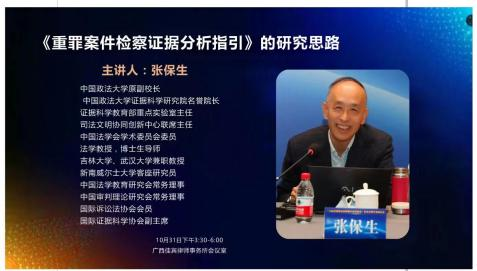 《重罪案件检察证据分析指引》的研究思路
主讲人：张保生
中国政法大学原副校长
中国政法大学证据科学研究院名誉院长
证据科学教育部重点实验室主任
司法文明协同创新中心联席主任
中国法学会学术委员会委员
法学教授，博士生导师
吉林大学、武汉大学兼职教授
新南威尔士大学客座研究员
中国法学教育研究会常务理事
中国审判理论研究会常务理事
国际诉讼法协会会员
国际证据科学协会副主席
10月31日下午3:30-6:00
广西佳宾律师事务所会议室
张保生